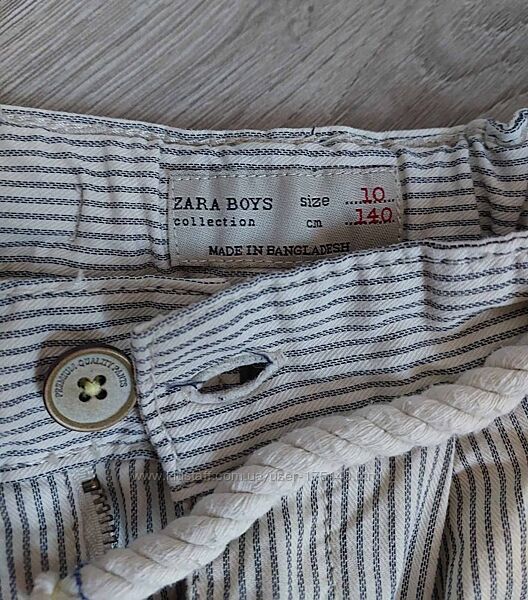 ZARA BOYS size ....10....
collection cm ....140....
MADE IN BANGLADESH
PREMIUM QUALITY PANTS